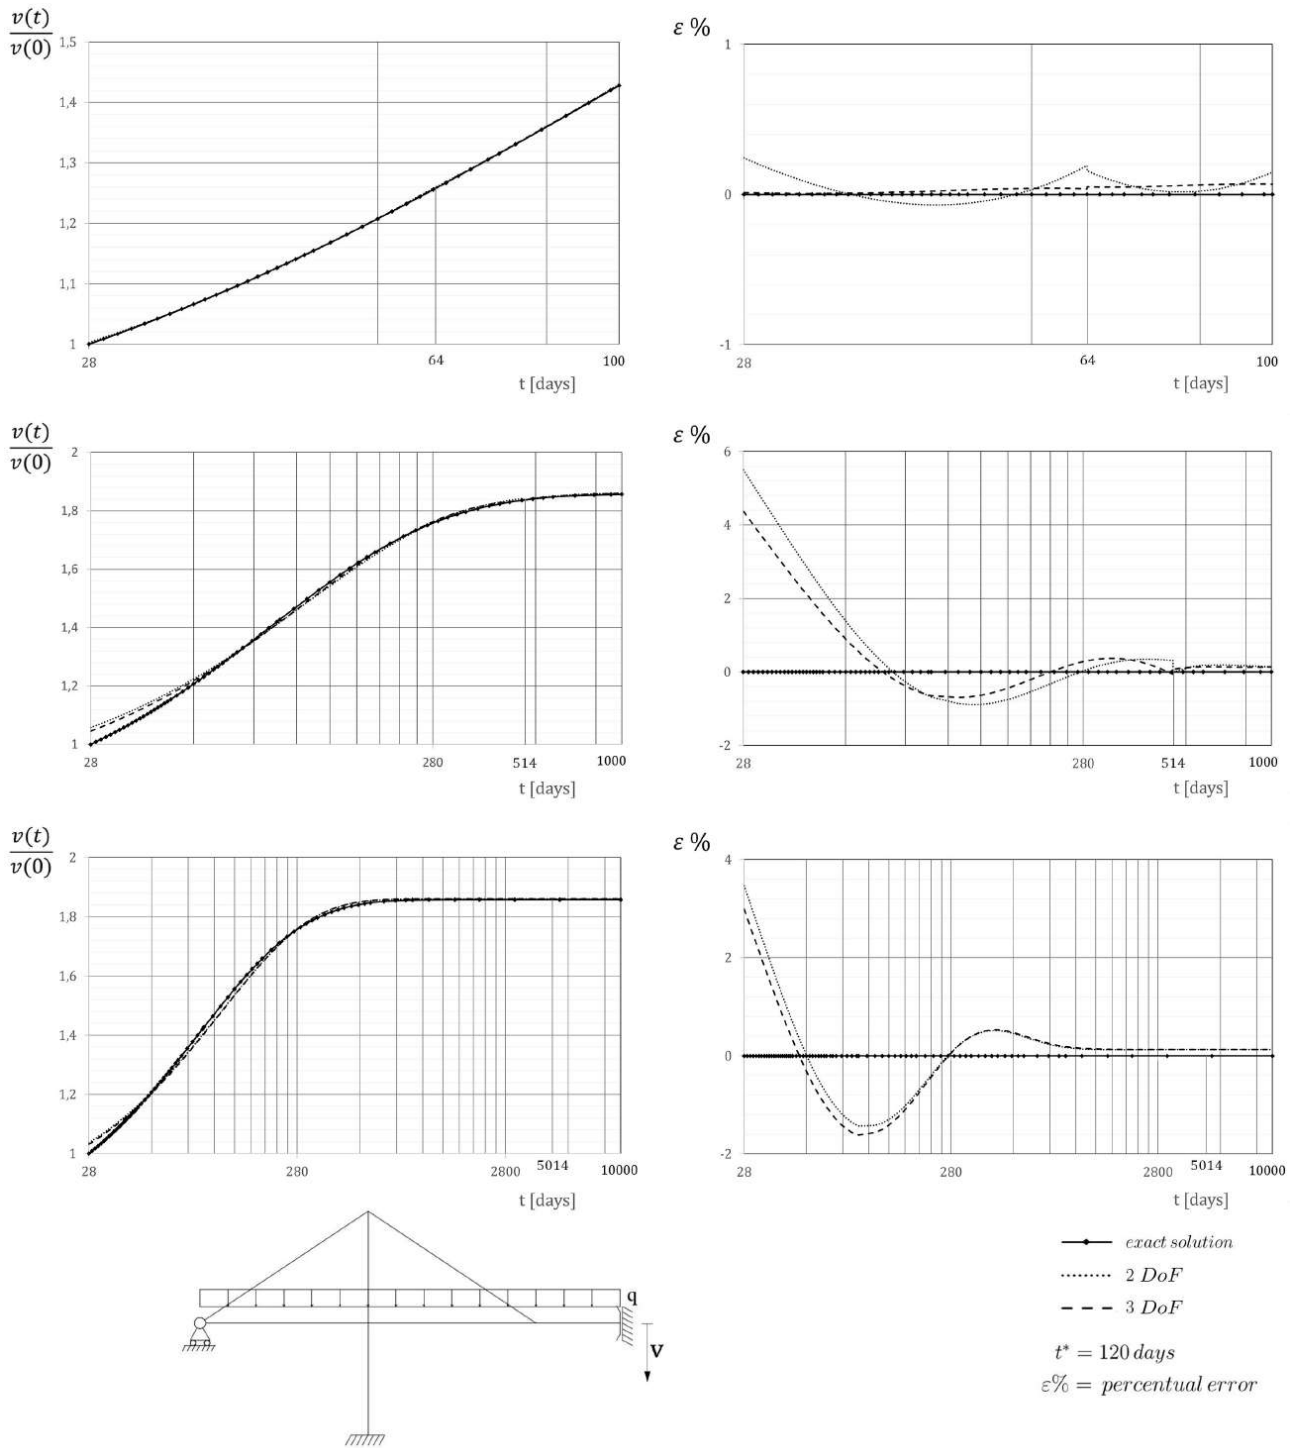 v(t)
v(0)
1,5
1,4
1,3
1,2
1,1
1
28
64
100
t [days]
ε %
1
0
-1
28
64
100
t [days]
v(t)
v(0)
2
1,8
1,6
1,4
1,2
1
28
280
514
1000
t [days]
ε %
6
4
2
0
-2
28
280
514
1000
t [days]
v(t)
v(0)
2
1,8
1,6
1,4
1,2
1
28
280
2800
5014
10000
t [days]
ε %
4
2
0
-2
28
280
2800
5014
10000
t [days]
q
v
exact solution
2 DoF
3 DoF
t* = 120 days
ε% = percentual error